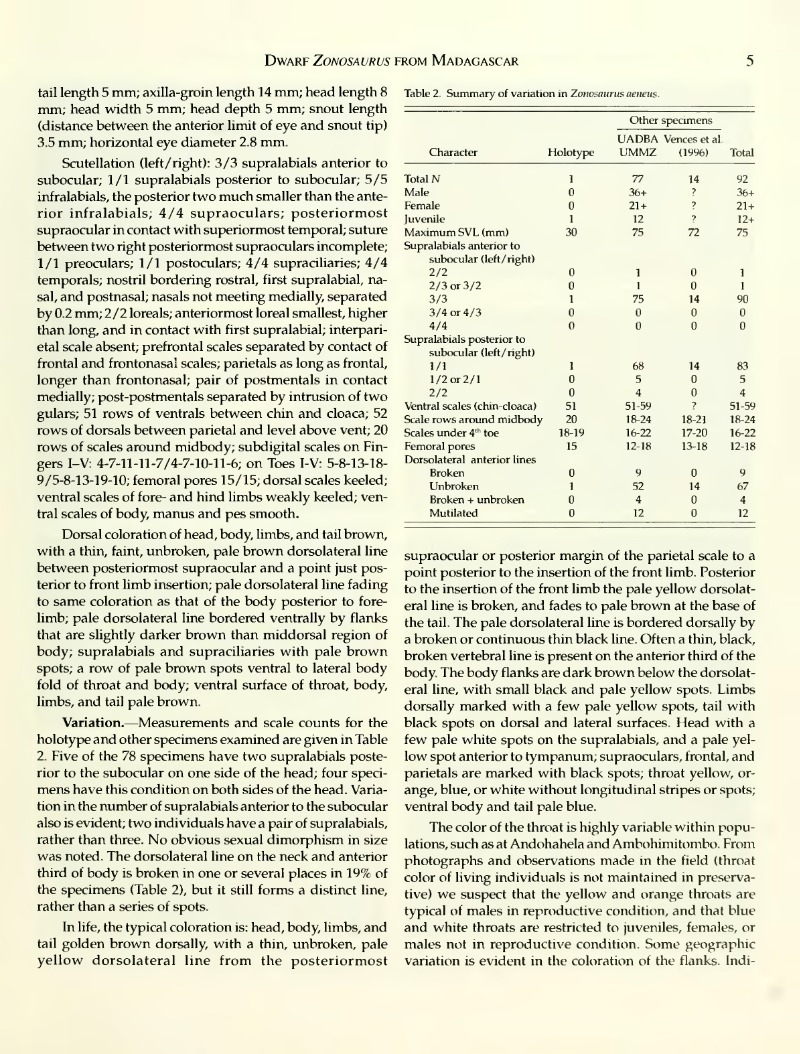 DWARF ZONOSAURUS FROM MADAGASCAR 5
tail length 5 mm; axilla-groin length 14 mm; head length 8
mm; head width 5 mm; head depth 5 mm; snout length
(distance between the anterior limit of eye and snout tip)
3.5 mm; horizontal eye diameter 2.8 mm.
Scutellation (left/right): 3/3 supralabials anterior to
subocular; 1/1 supralabials posterior to subocular; 5/5
infralabials, the posterior two much smaller than the ante-
rior infralabials; 4/4 supraoculars; posteriormost
supraocular in contact with superiormost temporal; suture
between two right posteriormost supraoculars incomplete;
1/1 preoculars; 1/1 postoculars; 4/4 supraciliaries; 4/4
temporals; nostril bordering rostral, first supralabial, na-
sal, and postnasal; nasals not meeting medially, separated
by 0.2 mm; 2/2 loreals; anteriormost loreal smallest, higher
than long, and in contact with first supralabial; interpari-
etal scale absent; prefrontal scales separated by contact of
frontal and frontonasal scales; parietals as long as frontal,
longer than frontonasal; pair of postmentals in contact
medially; post-postmentals separated by intrusion of two
gulars; 51 rows of ventrals between chin and cloaca; 52
rows of dorsals between parietal and level above vent; 20
rows of scales around midbody; subdigital scales on Fin-
gers I–V: 4-7-11-11-7/4-7-10-11-6; on Toes I-V: 5-8-13-18-
9/5-8-13-19-10; femoral pores 15/15; dorsal scales keeled;
ventral scales of fore- and hind limbs weakly keeled; ven-
tral scales of body, manus and pes smooth.
Dorsal coloration of head, body, limbs, and tail brown,
with a thin, faint, unbroken, pale brown dorsolateral line
between posteriormost supraocular and a point just pos-
terior to front limb insertion; pale dorsolateral line fading
to same coloration as that of the body posterior to fore-
limb; pale dorsolateral line bordered ventrally by flanks
that are slightly darker brown than middorsal region of
body; supralabials and supraciliaries with pale brown
spots; a row of pale brown spots ventral to lateral body
fold of throat and body; ventral surface of throat, body,
limbs, and tail pale brown.
Variation.—Measurements and scale counts for the
holotype and other specimens examined are given in Table
2. Five of the 78 specimens have two supralabials poste-
rior to the subocular on one side of the head; four speci-
mens have this condition on both sides of the head. Varia-
tion in the number of supralabials anterior to the subocular
also is evident; two individuals have a pair of supralabials,
rather than three. No obvious sexual dimorphism in size
was noted. The dorsolateral line on the neck and anterior
third of body is broken in one or several places in 19% of
the specimens (Table 2), but it still forms a distinct line,
rather than a series of spots.
In life, the typical coloration is: head, body, limbs, and
tail golden brown dorsally, with a thin, unbroken, pale
yellow dorsolateral line from the posteriormost
Table 2. Summary of variation in Zonosaurus aeneus.
Other specimens
UADBA Vences et al.
Character Holotype UMMZ (1996) Total
Total N 1 77 14 92
Male 0 36+ ? 36+
Female 0 21+ ? 21+
Juvenile 1 12 ? 12+
Maximum SVL (mm) 30 75 72 75
Supralabials anterior to
subocular (left/right)
2/2 0 1 0 1
2/3 or 3/2 0 1 0 1
3/3 1 75 14 90
3/4 or 4/3 0 0 0 0
4/4 0 0 0 0
Supralabials posterior to
subocular (left/right)
1/1 1 68 14 83
1/2 or 2/1 0 5 0 5
2/2 0 4 0 4
Ventral scales (chin-cloaca) 51 51-59 ? 51-59
Scale rows around midbody 20 18-24 18-21 18-24
Scales under 4th toe 18-19 16-22 17-20 16-22
Femoral pores 15 12-18 13-18 12-18
Dorsolateral anterior lines
Broken 0 9 0 9
Unbroken 1 52 14 67
Broken + unbroken 0 4 0 4
Mutilated 0 12 0 12
supraocular or posterior margin of the parietal scale to a
point posterior to the insertion of the front limb. Posterior
to the insertion of the front limb the pale yellow dorsolat-
eral line is broken, and fades to pale brown at the base of
the tail. The pale dorsolateral line is bordered dorsally by
a broken or continuous thin black line. Often a thin, black,
broken vertebral line is present on the anterior third of the
body. The body flanks are dark brown below the dorsolat-
eral line, with small black and pale yellow spots. Limbs
dorsally marked with a few pale yellow spots, tail with
black spots on dorsal and lateral surfaces. Head with a
few pale white spots on the supralabials, and a pale yel-
low spot anterior to tympanum; supraoculars, frontal, and
parietals are marked with black spots; throat yellow, or-
ange, blue, or white without longitudinal stripes or spots;
ventral body and tail pale blue.
The color of the throat is highly variable within popu-
lations, such as at Andohahela and Ambohimitombo. From
photographs and observations made in the field (throat
color of living individuals is not maintained in preserva-
tive) we suspect that the yellow and orange throats are
typical of males in reproductive condition, and that blue
and white throats are restricted to juveniles, females, or
males not in reproductive condition. Some geographic
variation is evident in the coloration of the flanks. Indi-